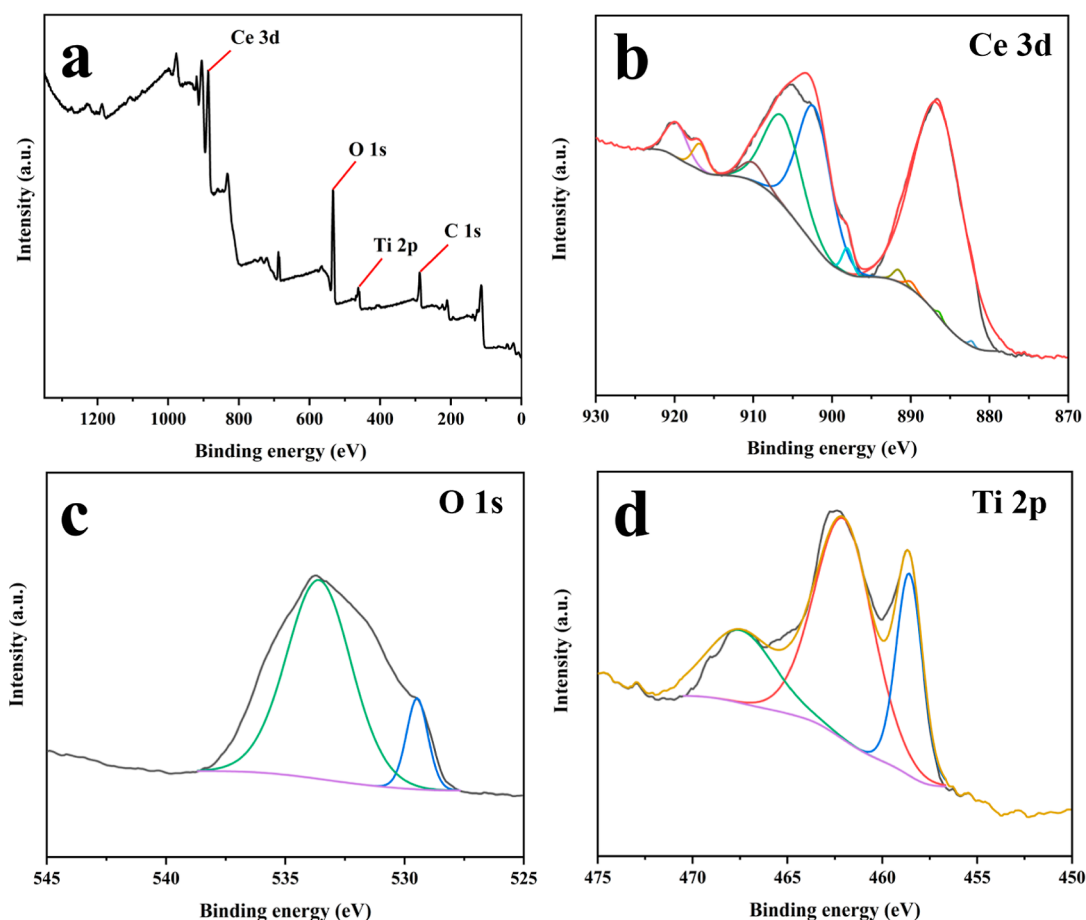 a
Ce 3d
O 1s
Ti 2p
C 1s
Intensity (a.u.)
1200 1000 800 600 400 200 0
Binding energy (eV)
b
Ce 3d
Intensity (a.u.)
930 920 910 900 890 880 870
Binding energy (eV)
c
O 1s
Intensity (a.u.)
545 540 535 530 525
Binding energy (eV)
d
Ti 2p
Intensity (a.u.)
475 470 465 460 455 450
Binding energy (eV)